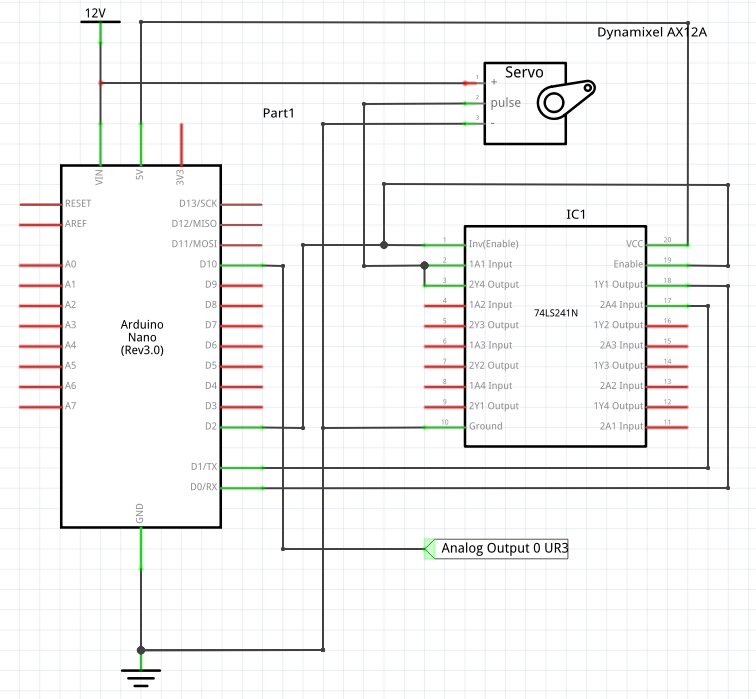 12V
Dynamixel AX12A
Servo
1
+
2
pulse
3
-
Part1
VIN
5V
3V3
RESET
AREF
A0
A1
A2
A3
A4
A5
A6
A7
Arduino
Nano
(Rev3.0)
D13/SCK
D12/MISO
D11/MOSI
D10
D9
D8
D7
D6
D5
D4
D3
D2
D1/TX
D0/RX
GND
IC1
74LS241N
1 Inv(Enable)
2 1A1 Input
3 2Y4 Output
4 1A2 Input
5 2Y3 Output
6 1A3 Input
7 2Y2 Output
8 1A4 Input
9 2Y1 Output
10 Ground
VCC 20
Enable 19
1Y1 Output 18
2A4 Input 17
1Y2 Output 16
2A3 Input 15
1Y3 Output 14
2A2 Input 13
1Y4 Output 12
2A1 Input 11
Analog Output 0 UR3